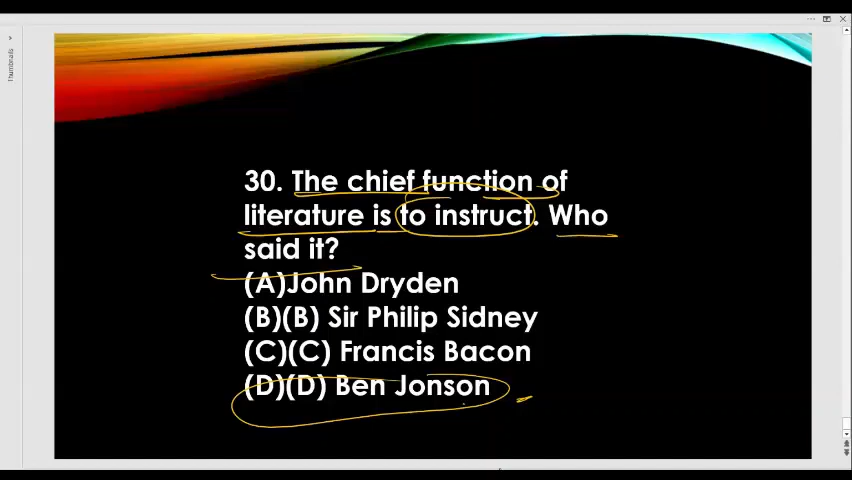 Thumbnails
30. The chief function of
literature is to instruct. Who
said it?
(A)John Dryden
(B)(B) Sir Philip Sidney
(C)(C) Francis Bacon
(D)(D) Ben Jonson